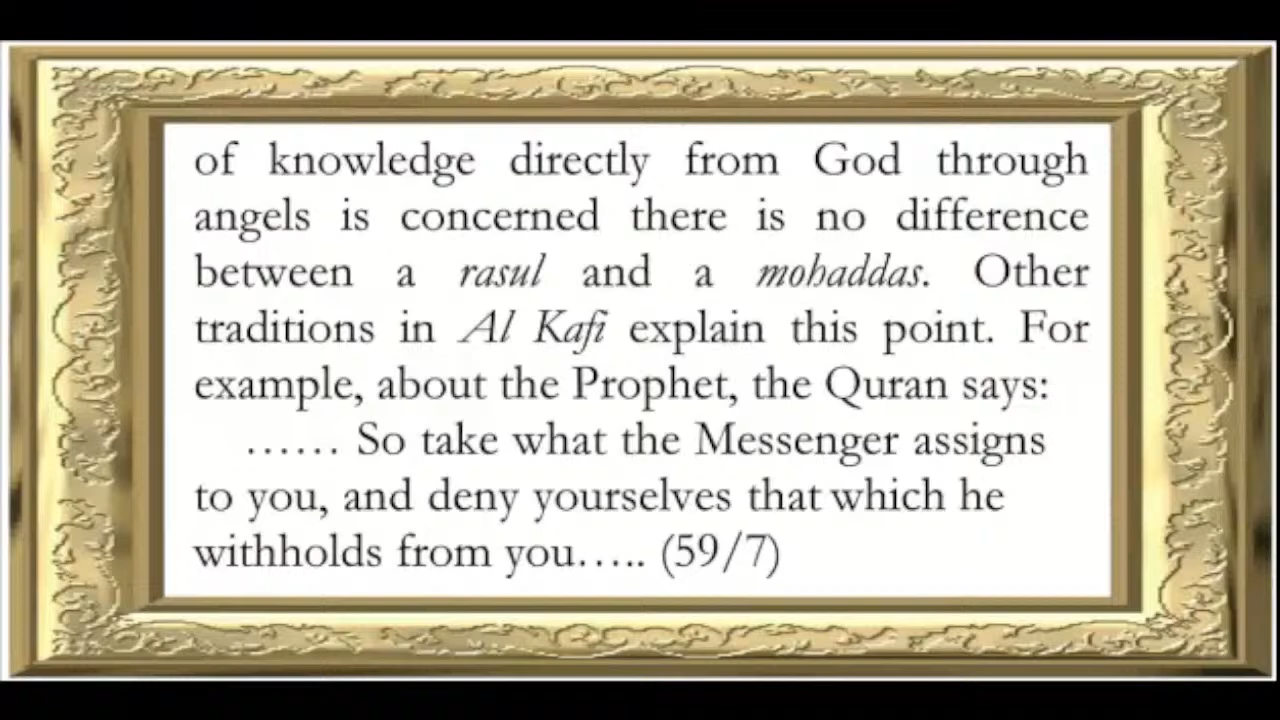 of knowledge directly from God through
angels is concerned there is no difference
between a rasul and a mohaddas. Other
traditions in Al Kafi explain this point. For
example, about the Prophet, the Quran says:
…… So take what the Messenger assigns
to you, and deny yourselves that which he
withholds from you….. (59/7)